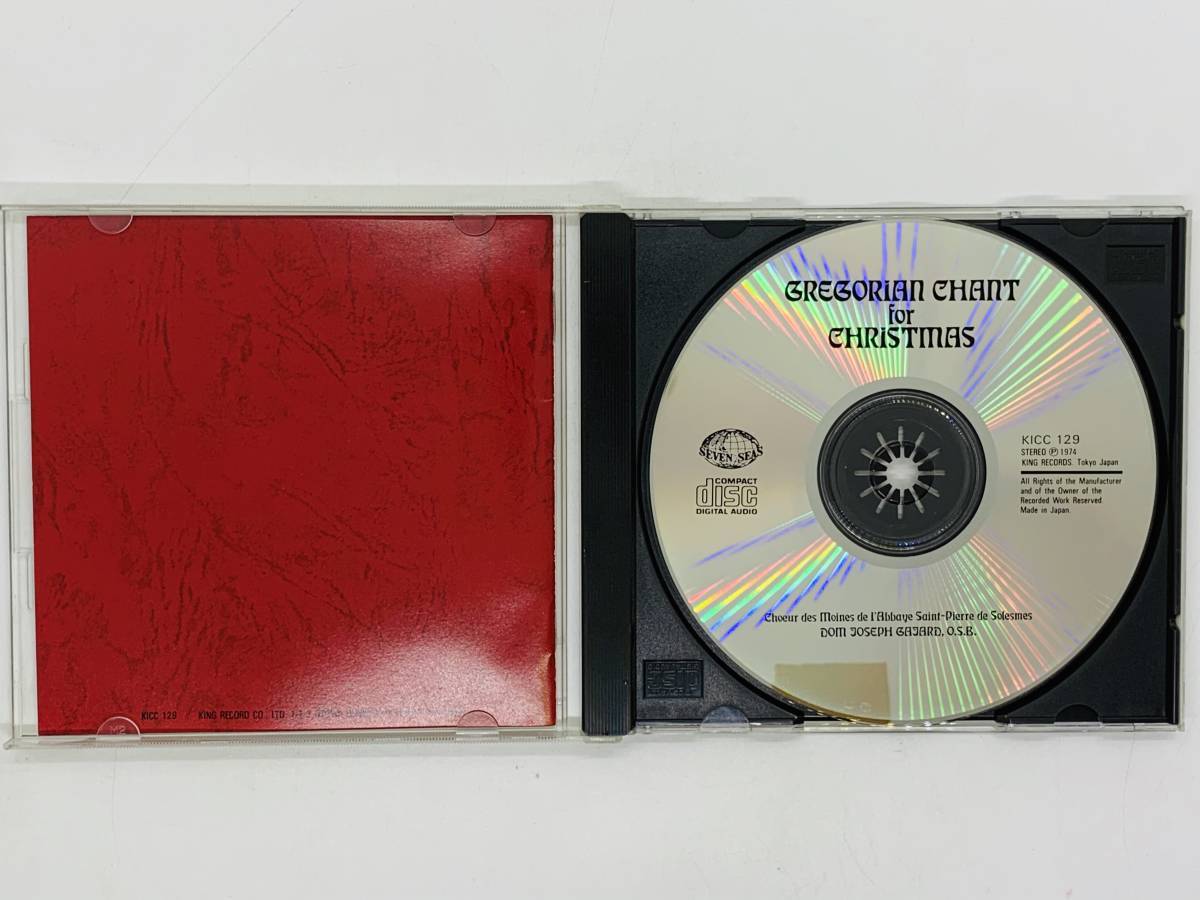 KICC 129 / KING RECORD CO., LTD.
GREGORIAN CHANT
for
CHRISTMAS
SEVEN SEAS
COMPACT
disc
DIGITAL AUDIO
KICC 129
STEREO Ⓟ 1974
KING RECORDS. Tokyo Japan
All Rights of the Manufacturer
and of the Owner of the
Recorded Work Reserved.
Made in Japan.
Choeur des Moines de l'Abbaye Saint-Pierre de Solesmes
DOM JOSEPH GAJARD, O.S.B.